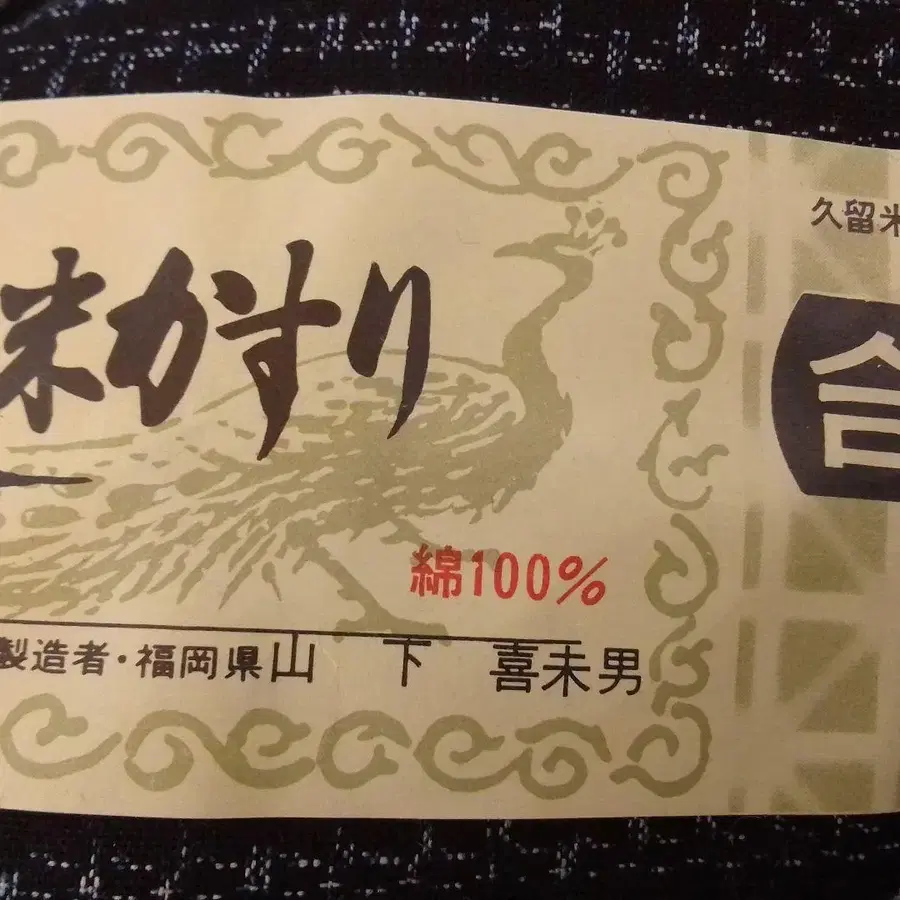 米かすり
綿100%
製造者・福岡県山 下 喜未男
久留米
合